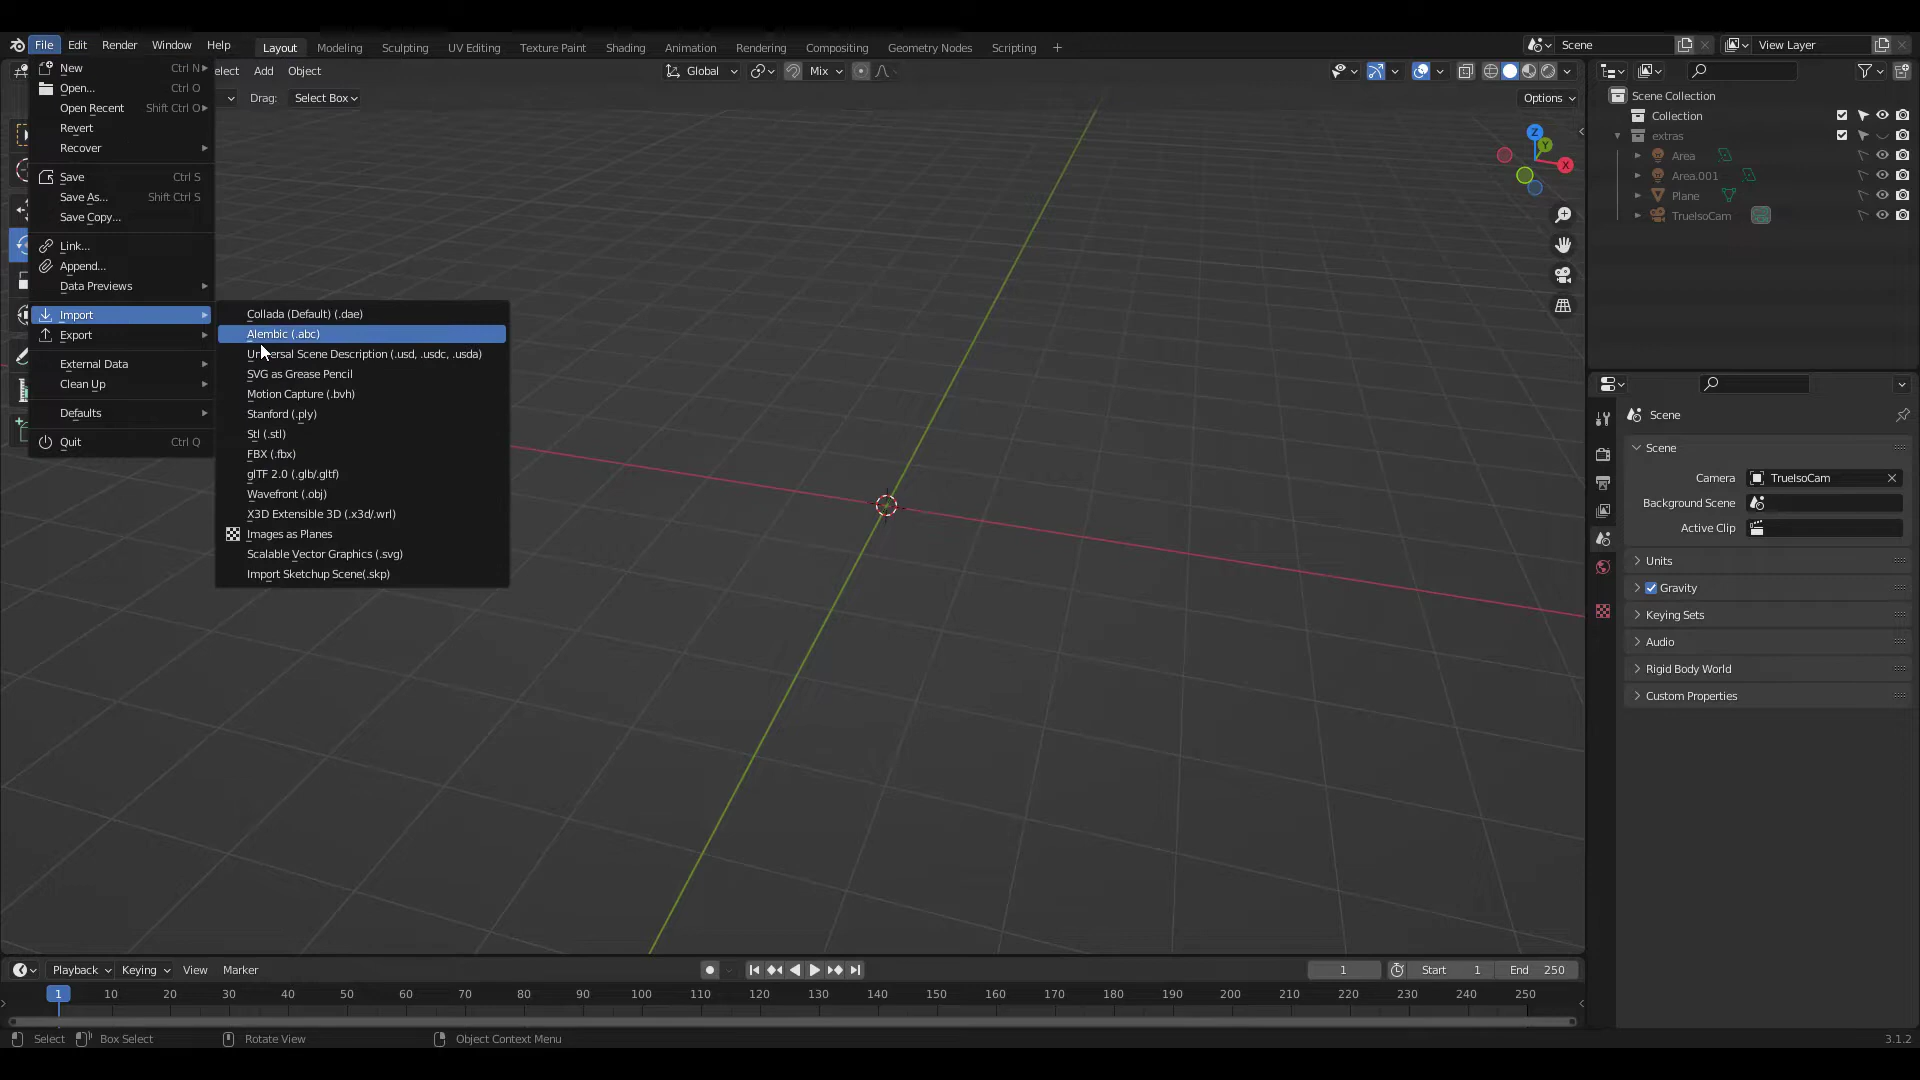 File Edit Render Window Help Layout Modeling Sculpting UV Editing Texture Paint Shading Animation Rendering Compositing Geometry Nodes Scripting + Scene View Layer
New Ctrl N
elect Add Object Global Mix
Open... Ctrl O
Drag: Select Box Options
Open Recent Shift Ctrl O
Revert
Recover
Save Ctrl S
Save As... Shift Ctrl S
Save Copy...
Link...
Append...
Data Previews
Import
Export
External Data
Clean Up
Defaults
Quit Ctrl Q
Collada (Default) (.dae)
Alembic (.abc)
Universal Scene Description (.usd, .usdc, .usda)
SVG as Grease Pencil
Motion Capture (.bvh)
Stanford (.ply)
Stl (.stl)
FBX (.fbx)
glTF 2.0 (.glb/.gltf)
Wavefront (.obj)
X3D Extensible 3D (.x3d/.wrl)
Images as Planes
Scalable Vector Graphics (.svg)
Import Sketchup Scene(.skp)
Z
Y
X
Scene Collection
Collection
extras
Area
Area.001
Plane
TrueIsoCam
Scene
Scene
Camera TrueIsoCam
Background Scene
Active Clip
Units
Gravity
Keying Sets
Audio
Rigid Body World
Custom Properties
Playback Keying View Marker 1 Start 1 End 250
1 10 20 30 40 50 60 70 80 90 100 110 120 130 140 150 160 170 180 190 200 210 220 230 240 250
Select Box Select Rotate View Object Context Menu 3.1.2